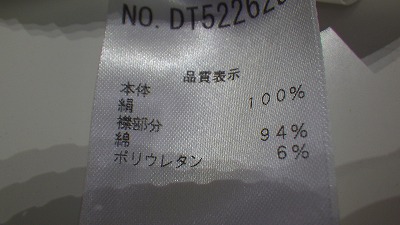 NO. DT522620
品質表示
本体
絹 100%
襟部分
綿 94%
ポリウレタン 6%